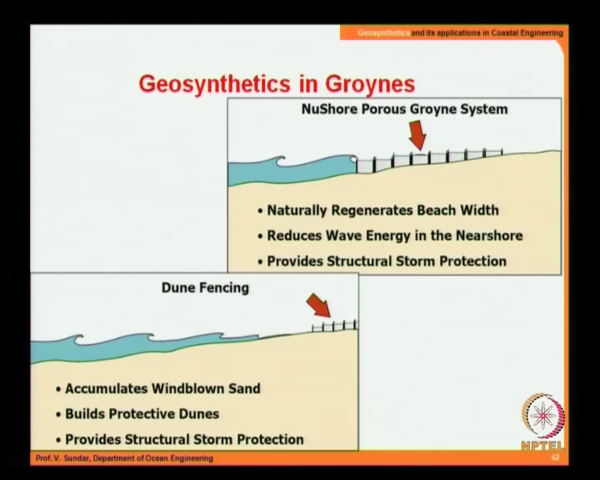 Geosynthetics and its applications in Coastal Engineering
Geosynthetics in Groynes
NuShore Porous Groyne System
• Naturally Regenerates Beach Width
• Reduces Wave Energy in the Nearshore
• Provides Structural Storm Protection
Dune Fencing
• Accumulates Windblown Sand
• Builds Protective Dunes
• Provides Structural Storm Protection
NPTEL
Prof. V. Sundar, Department of Ocean Engineering
42